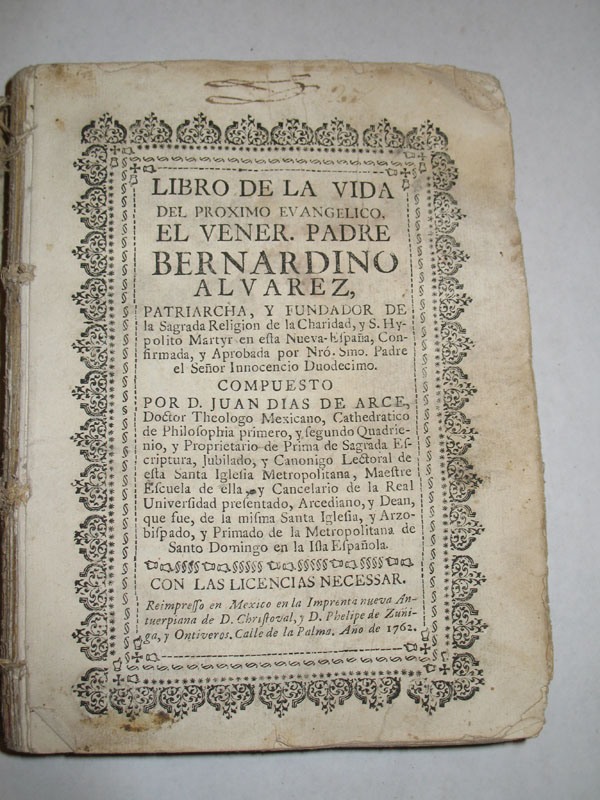 LIBRO DE LA VIDA
DEL PROXIMO EVANGELICO,
EL VENER. PADRE
BERNARDINO
ALVAREZ,
PATRIARCHA, Y FUNDADOR DE
la Sagrada Religion de la Charidad, y S. Hy-
polito Martyr en eſta Nueva-Eſpaña, Con-
firmada, y Aprobada por Nrô. Smo. Padre
el Señor Innocencio Duodecimo.
COMPUESTO
POR D. JUAN DIAS DE ARCE,
Doctor Theologo Mexicano, Cathedratico
de Philoſophia primero, y ſegundo Quadrie-
nio, y Proprietario de Prima de Sagrada Eſ-
criptura, Jubilado, y Canonigo Lectoral de
eſta Santa Igleſia Metropolitana, Maeſtre
Eſcuela de ella, y Cancelario de la Real
Univerſidad preſentado, Arcediano, y Dean,
que fue, de la miſma Santa Igleſia, y Arzo-
biſpado, y Primado de la Metropolitana de
Santo Domingo en la Iſla Eſpañola.
CON LAS LICENCIAS NECESSAR.
Reimpreſſo en Mexico en la Imprenta nueva An-
tuerpiana de D. Chriſtoval, y D. Phelipe de Zuñi-
ga, y Ontiveros. Calle de la Palma. Año de 1762.